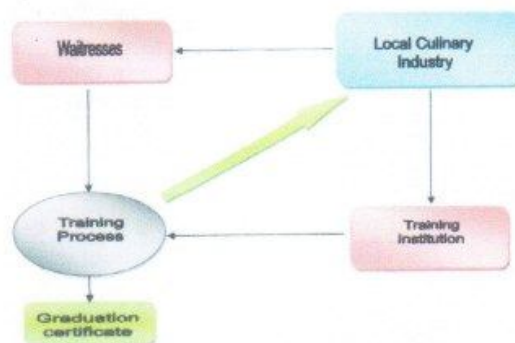 Waitresses
Local Culinary
Industry
Training
Process
Training
Institution
Graduation
certificate